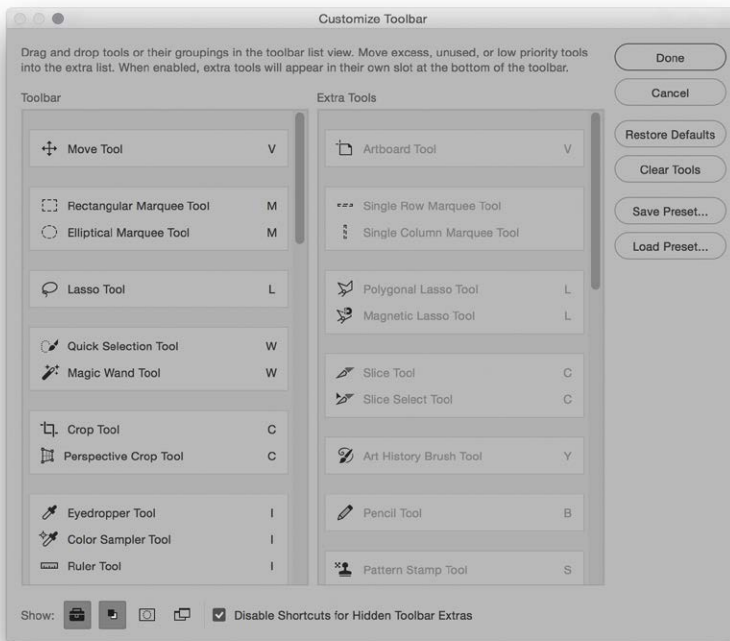 Customize Toolbar
Drag and drop tools or their groupings in the toolbar list view. Move excess, unused, or low priority tools
into the extra list. When enabled, extra tools will appear in their own slot at the bottom of the toolbar.
Done
Cancel
Restore Defaults
Clear Tools
Save Preset...
Load Preset...
Toolbar
Move Tool V
Rectangular Marquee Tool M
Elliptical Marquee Tool M
Lasso Tool L
Quick Selection Tool W
Magic Wand Tool W
Crop Tool C
Perspective Crop Tool C
Eyedropper Tool I
Color Sampler Tool I
Ruler Tool I
Extra Tools
Artboard Tool V
Single Row Marquee Tool
Single Column Marquee Tool
Polygonal Lasso Tool L
Magnetic Lasso Tool L
Slice Tool C
Slice Select Tool C
Art History Brush Tool Y
Pencil Tool B
Pattern Stamp Tool S
Show:
Disable Shortcuts for Hidden Toolbar Extras